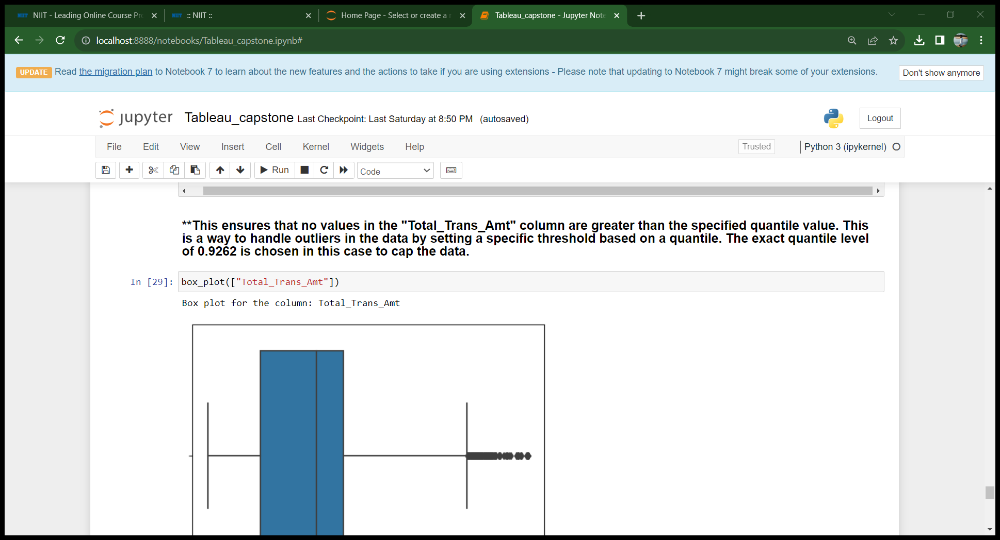 NIIT NIIT - Leading Online Course Pr
NIIT :: NIIT ::
Home Page - Select or create a
Tableau_capstone - Jupyter Note
localhost:8888/notebooks/Tableau_capstone.ipynb#
UPDATE Read the migration plan to Notebook 7 to learn about the new features and the actions to take if you are using extensions - Please note that updating to Notebook 7 might break some of your extensions.
Don't show anymore
jupyter Tableau_capstone Last Checkpoint: Last Saturday at 8:50 PM (autosaved)
Logout
File Edit View Insert Cell Kernel Widgets Help
Trusted Python 3 (ipykernel)
Run Code
**This ensures that no values in the "Total_Trans_Amt" column are greater than the specified quantile value. This
is a way to handle outliers in the data by setting a specific threshold based on a quantile. The exact quantile level
of 0.9262 is chosen in this case to cap the data.
In [29]: box_plot(["Total_Trans_Amt"])
Box plot for the column: Total_Trans_Amt